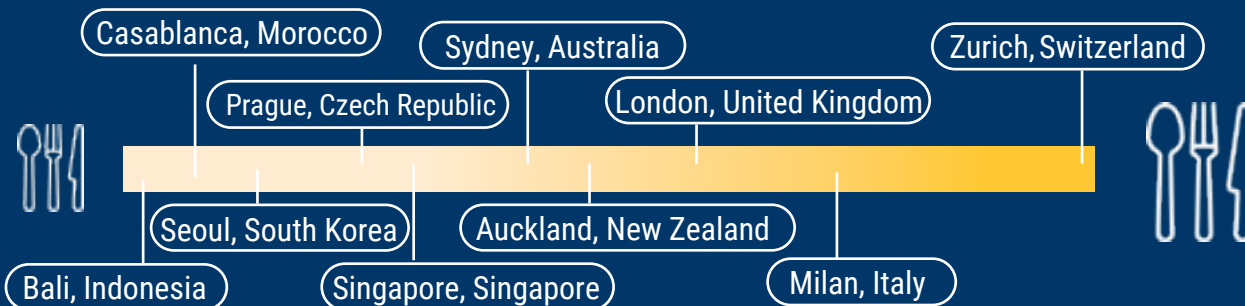 Casablanca, Morocco
Sydney, Australia
Zurich, Switzerland
Prague, Czech Republic
London, United Kingdom
Seoul, South Korea
Auckland, New Zealand
Bali, Indonesia
Singapore, Singapore
Milan, Italy